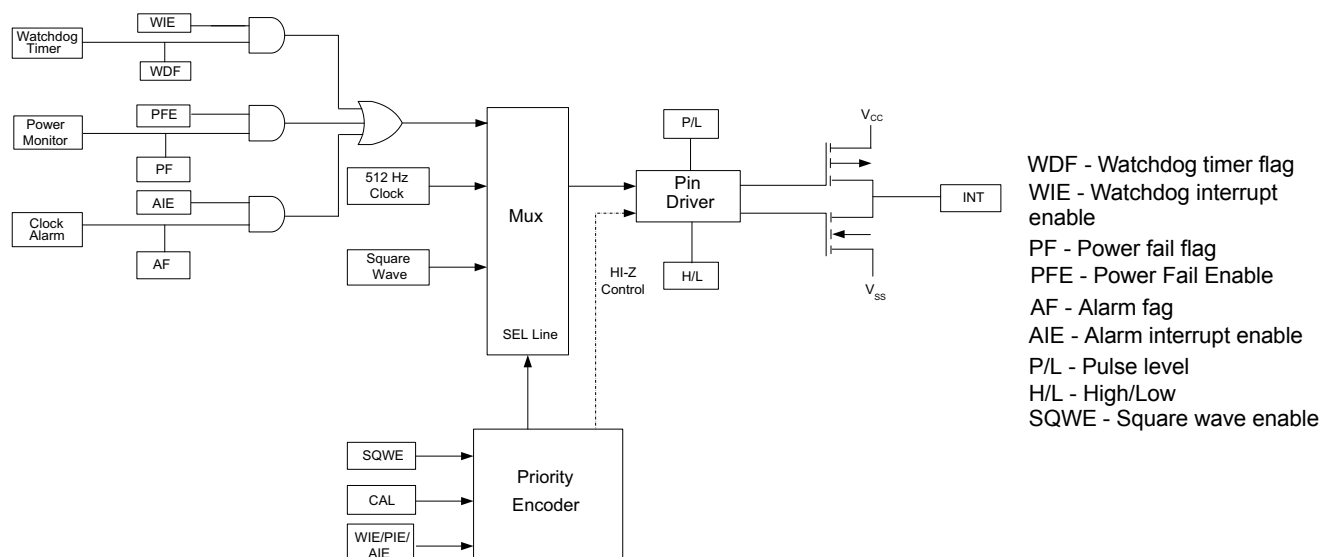 WIE
Watchdog
Timer
WDF
PFE
Power
Monitor
PF
AIE
Clock
Alarm
AF
512 Hz
Clock
Square
Wave
Mux
SEL Line
P/L
Pin
Driver
H/L
HI-Z
Control
VCC
VSS
INT
SQWE
CAL
WIE/PIE/
AIE
Priority
Encoder
WDF - Watchdog timer flag
WIE - Watchdog interrupt
enable
PF - Power fail flag
PFE - Power Fail Enable
AF - Alarm fag
AIE - Alarm interrupt enable
P/L - Pulse level
H/L - High/Low
SQWE - Square wave enable